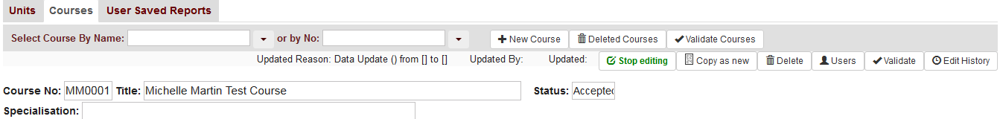 Units Courses User Saved Reports
Select Course By Name: or by No: New Course Deleted Courses Validate Courses
Updated Reason: Data Update () from [] to [] Updated By: Updated: Stop editing Copy as new Delete Users Validate Edit History
Course No: MM0001 Title: Michelle Martin Test Course Status: Accepted
Specialisation: